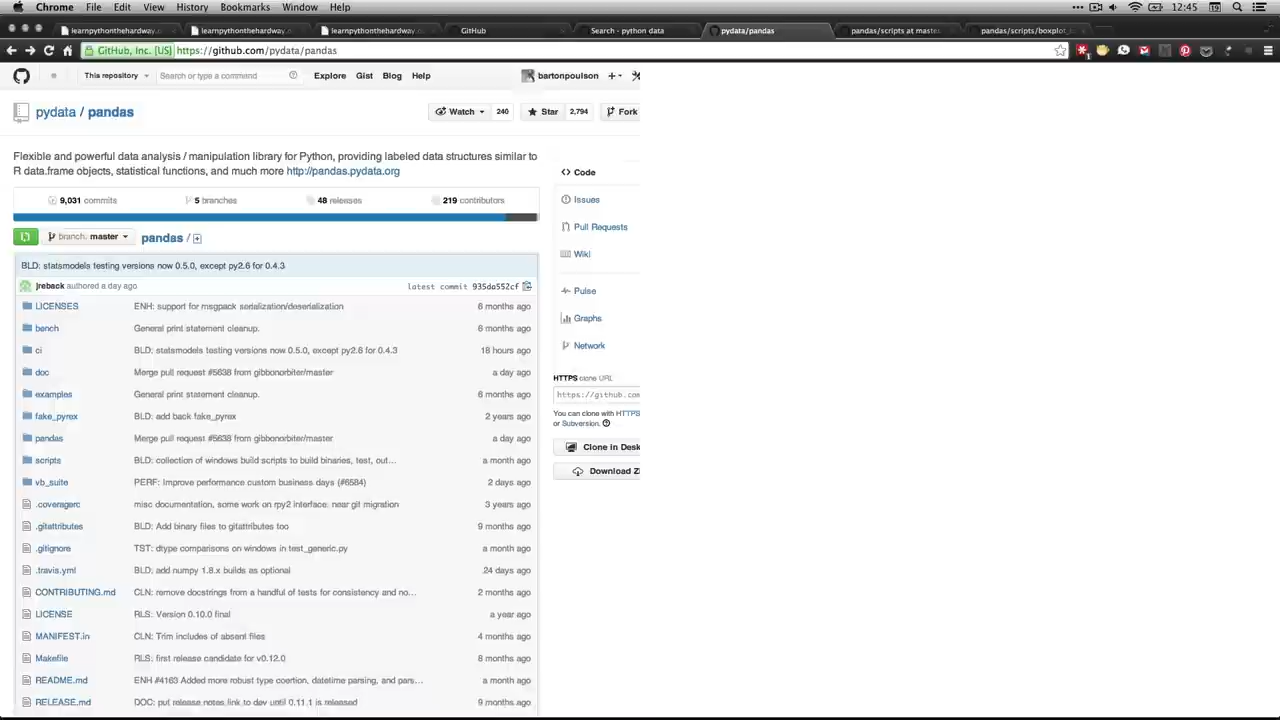 Chrome File Edit View History Bookmarks Window Help 12:45
learnpythonthehardway. learnpythonthehardway. learnpythonthehardway. GitHub Search · python data pydata/pandas pandas/scripts at maste pandas/scripts/boxplot_
GitHub, Inc. [US] https://github.com/pydata/pandas
This repository Search or type a command Explore Gist Blog Help bartonpoulson
pydata / pandas Watch 240 Star 2,794 Fork
Flexible and powerful data analysis / manipulation library for Python, providing labeled data structures similar to
R data.frame objects, statistical functions, and much more http://pandas.pydata.org
9,031 commits 5 branches 48 releases 219 contributors
branch: master pandas /
BLD: statsmodels testing versions now 0.5.0, except py2.6 for 0.4.3
jreback authored a day ago latest commit 935da552cf
LICENSES ENH: support for msgpack serialization/deserialization 6 months ago
bench General print statement cleanup. 6 months ago
ci BLD: statsmodels testing versions now 0.5.0, except py2.6 for 0.4.3 18 hours ago
doc Merge pull request #5638 from gibbonorbiter/master a day ago
examples General print statement cleanup. 6 months ago
fake_pyrex BLD: add back fake_pyrex 2 years ago
pandas Merge pull request #5638 from gibbonorbiter/master a day ago
scripts BLD: collection of windows build scripts to build binaries, test, out… a month ago
vb_suite PERF: improve performance custom business days (#6584) 2 days ago
.coveragerc misc documentation, some work on rpy2 interface. near git migration 3 years ago
.gitattributes BLD: Add binary files to gitattributes too 9 months ago
.gitignore TST: dtype comparisons on windows in test_generic.py a month ago
.travis.yml BLD: add numpy 1.8.x builds as optional 24 days ago
CONTRIBUTING.md CLN: remove docstrings from a handful of tests for consistency and no… 2 months ago
LICENSE RLS: Version 0.10.0 final a year ago
MANIFEST.in CLN: Trim includes of absent files 4 months ago
Makefile RLS: first release candidate for v0.12.0 8 months ago
README.md ENH #4163 Added more robust type coertion, datetime parsing, and pars… a month ago
RELEASE.md DOC: put release notes link to dev until 0.11.1 is released 9 months ago
Code
Issues
Pull Requests
Wiki
Pulse
Graphs
Network
HTTPS clone URL
https://github.com
You can clone with HTTPS
or Subversion.
Clone in Desk
Download Z